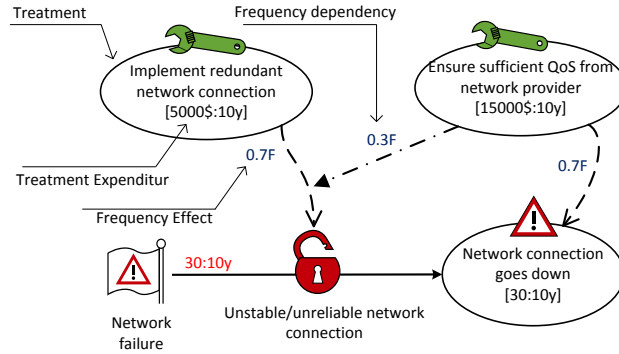 Treatment
Frequency dependency
Implement redundant
network connection
[5000$:10y]
Ensure sufficient QoS from
network provider
[15000$:10y]
0.7F
0.3F
0.7F
Treatment Expenditur
Frequency Effect
30:10y
Network connection
goes down
[30:10y]
Network
failure
Unstable/unreliable network
connection